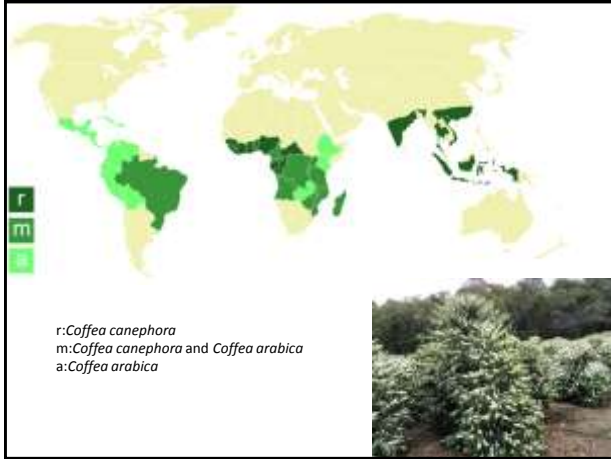 r
m
a
r:Coffea canephora
m:Coffea canephora and Coffea arabica
a:Coffea arabica